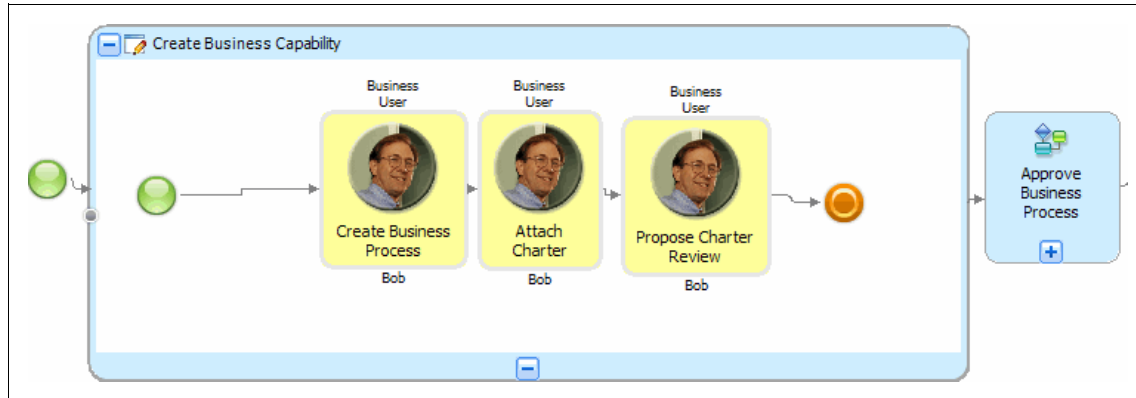 Create Business Capability
Business
User
Create Business
Process
Bob
Business
User
Attach
Charter
Bob
Business
User
Propose Charter
Review
Bob
Approve
Business
Process